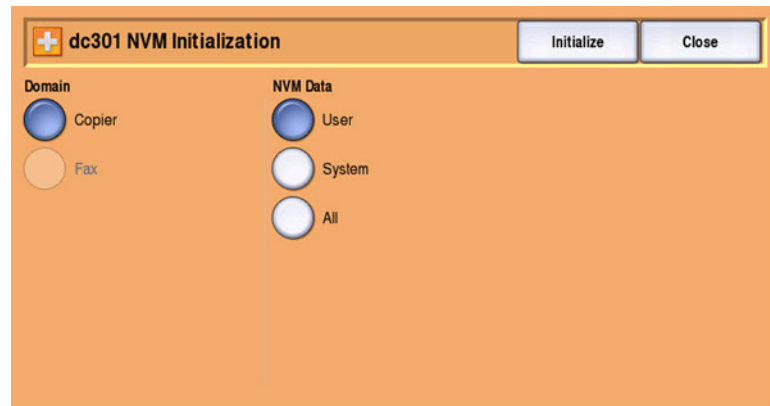 dc301 NVM Initialization
Initialize
Close
Domain
NVM Data
Copier
User
Fax
System
All